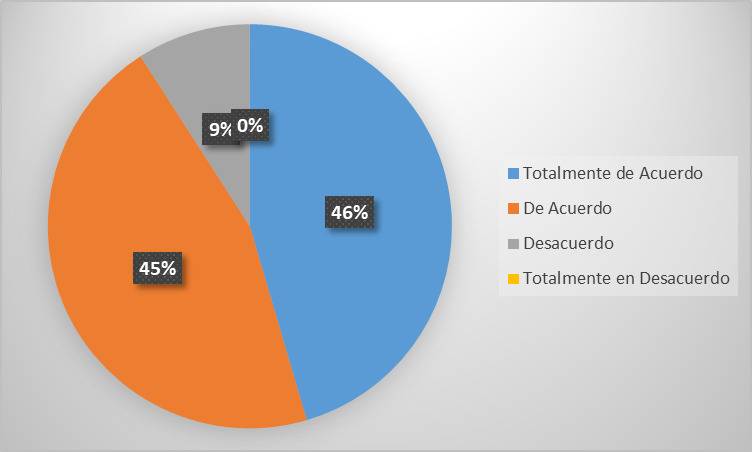 9%
0%
46%
45%
Totalmente de Acuerdo
De Acuerdo
Desacuerdo
Totalmente en Desacuerdo